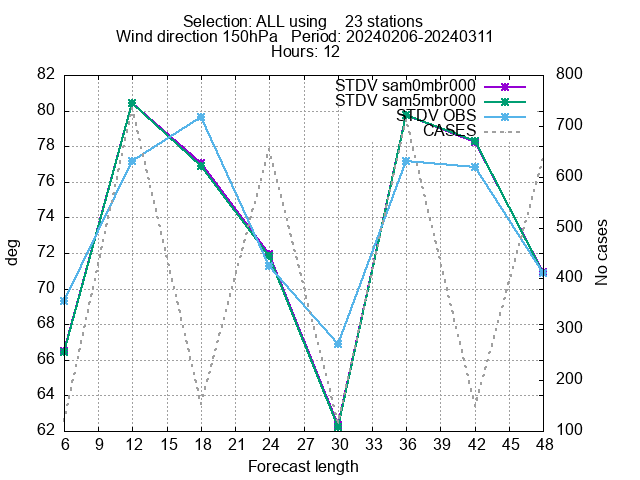 Selection: ALL using    23 stations
Wind direction 150hPa   Period: 20240206-20240311
Hours: 12
STDV sam0mbr000
STDV sam5mbr000
STDV OBS
CASES
82
80
78
76
74
72
70
68
66
64
62
800
700
600
500
400
300
200
100
deg
No cases
6 9 12 15 18 21 24 27 30 33 36 39 42 45 48
Forecast length